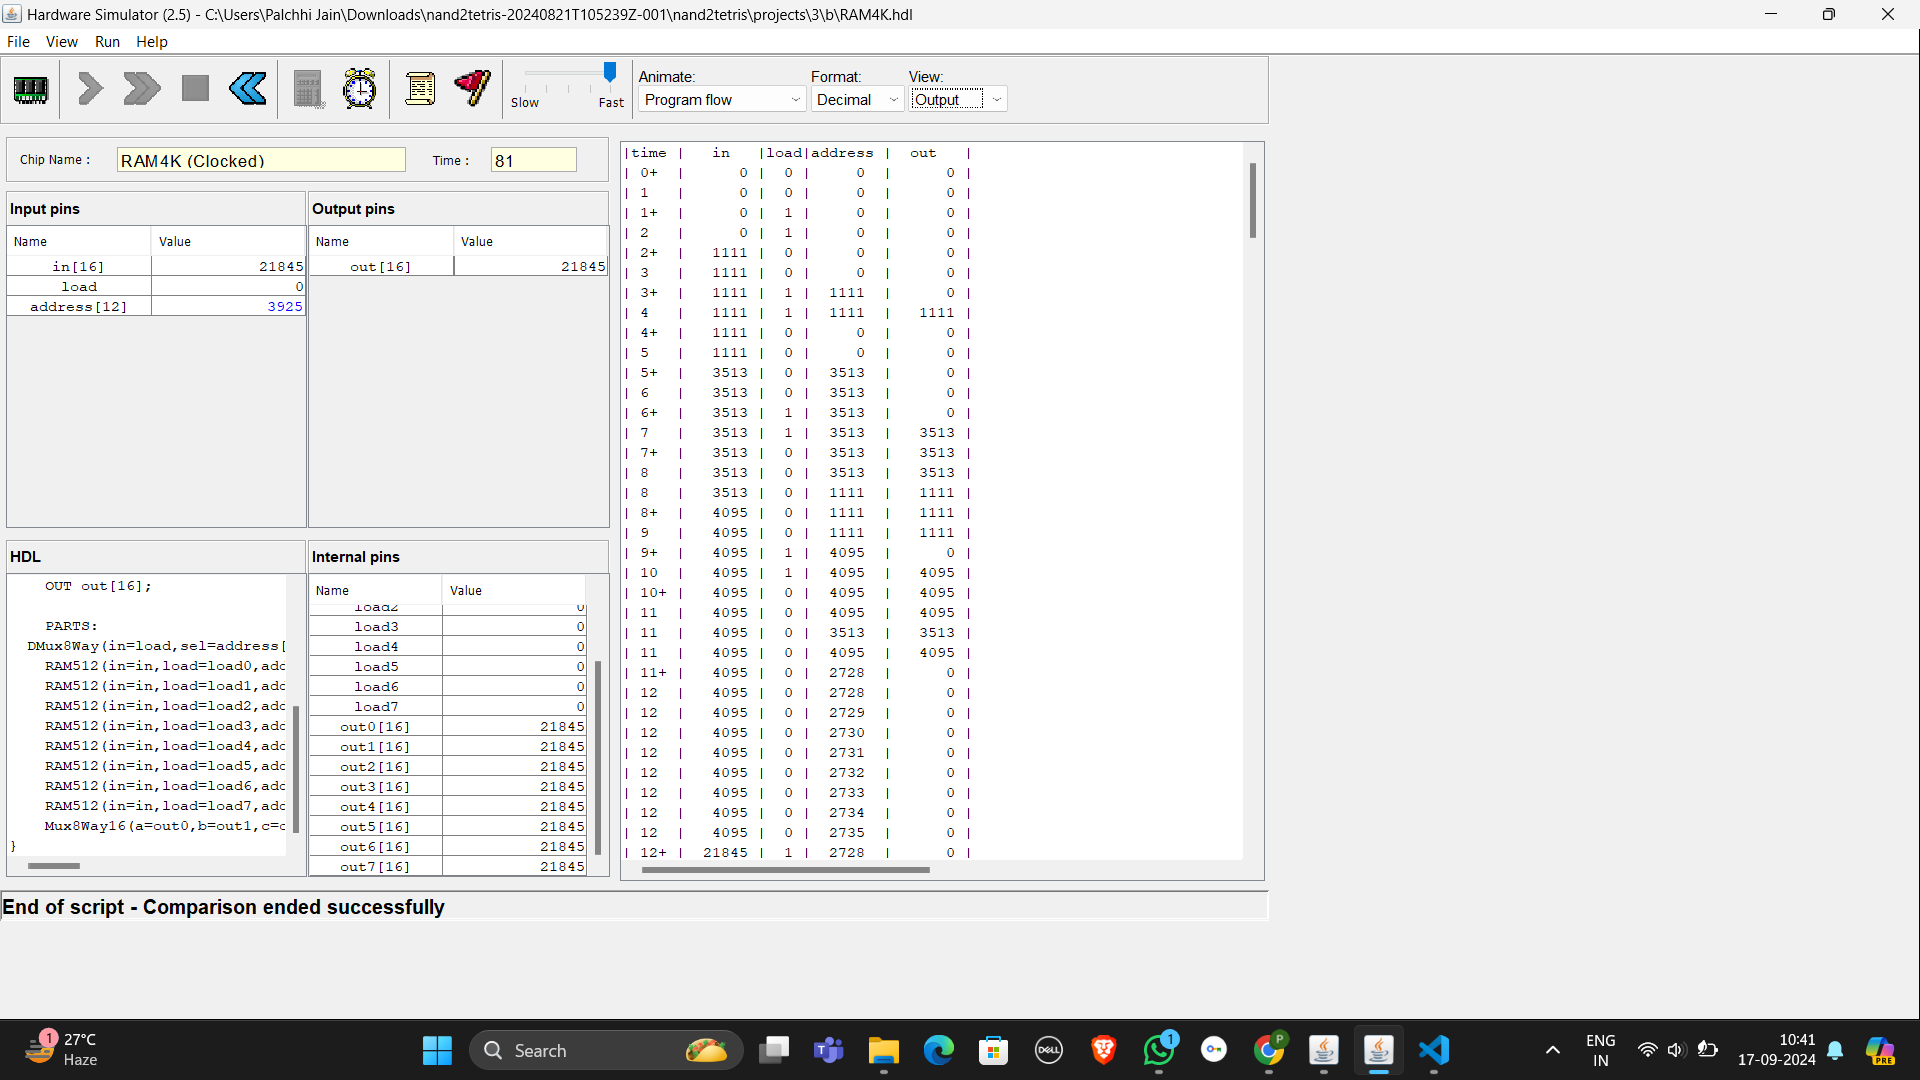 Hardware Simulator (2.5) - C:\Users\Palchhi Jain\Downloads\nand2tetris-20240821T105239Z-001\nand2tetris\projects\3\b\RAM4K.hdl
File View Run Help
Slow Fast
Animate: Format: View:
Program flow Decimal Output
Chip Name : RAM4K (Clocked) Time : 81
Input pins
Name Value
in[16] 21845
load 0
address[12] 3925
Output pins
Name Value
out[16] 21845
HDL
OUT out[16];
PARTS:
DMux8Way(in=load,sel=address[
RAM512(in=in,load=load0,add
RAM512(in=in,load=load1,add
RAM512(in=in,load=load2,add
RAM512(in=in,load=load3,add
RAM512(in=in,load=load4,add
RAM512(in=in,load=load5,add
RAM512(in=in,load=load6,add
RAM512(in=in,load=load7,add
Mux8Way16(a=out0,b=out1,c=o
}
Internal pins
Name Value
load2 0
load3 0
load4 0
load5 0
load6 0
load7 0
out0[16] 21845
out1[16] 21845
out2[16] 21845
out3[16] 21845
out4[16] 21845
out5[16] 21845
out6[16] 21845
out7[16] 21845
|time | in |load|address | out |
| 0+ | 0 | 0 | 0 | 0 |
| 1 | 0 | 0 | 0 | 0 |
| 1+ | 0 | 1 | 0 | 0 |
| 2 | 0 | 1 | 0 | 0 |
| 2+ | 1111 | 0 | 0 | 0 |
| 3 | 1111 | 0 | 0 | 0 |
| 3+ | 1111 | 1 | 1111 | 0 |
| 4 | 1111 | 1 | 1111 | 1111 |
| 4+ | 1111 | 0 | 0 | 0 |
| 5 | 1111 | 0 | 0 | 0 |
| 5+ | 3513 | 0 | 3513 | 0 |
| 6 | 3513 | 0 | 3513 | 0 |
| 6+ | 3513 | 1 | 3513 | 0 |
| 7 | 3513 | 1 | 3513 | 3513 |
| 7+ | 3513 | 0 | 3513 | 3513 |
| 8 | 3513 | 0 | 3513 | 3513 |
| 8 | 3513 | 0 | 1111 | 1111 |
| 8+ | 4095 | 0 | 1111 | 1111 |
| 9 | 4095 | 0 | 1111 | 1111 |
| 9+ | 4095 | 1 | 4095 | 0 |
| 10 | 4095 | 1 | 4095 | 4095 |
| 10+ | 4095 | 0 | 4095 | 4095 |
| 11 | 4095 | 0 | 4095 | 4095 |
| 11 | 4095 | 0 | 3513 | 3513 |
| 11 | 4095 | 0 | 4095 | 4095 |
| 11+ | 4095 | 0 | 2728 | 0 |
| 12 | 4095 | 0 | 2728 | 0 |
| 12 | 4095 | 0 | 2729 | 0 |
| 12 | 4095 | 0 | 2730 | 0 |
| 12 | 4095 | 0 | 2731 | 0 |
| 12 | 4095 | 0 | 2732 | 0 |
| 12 | 4095 | 0 | 2733 | 0 |
| 12 | 4095 | 0 | 2734 | 0 |
| 12 | 4095 | 0 | 2735 | 0 |
| 12+ | 21845 | 1 | 2728 | 0 |
End of script - Comparison ended successfully
1
27°C
Haze
Search
DELL
1
P
ENG
IN
10:41
17-09-2024
PRE